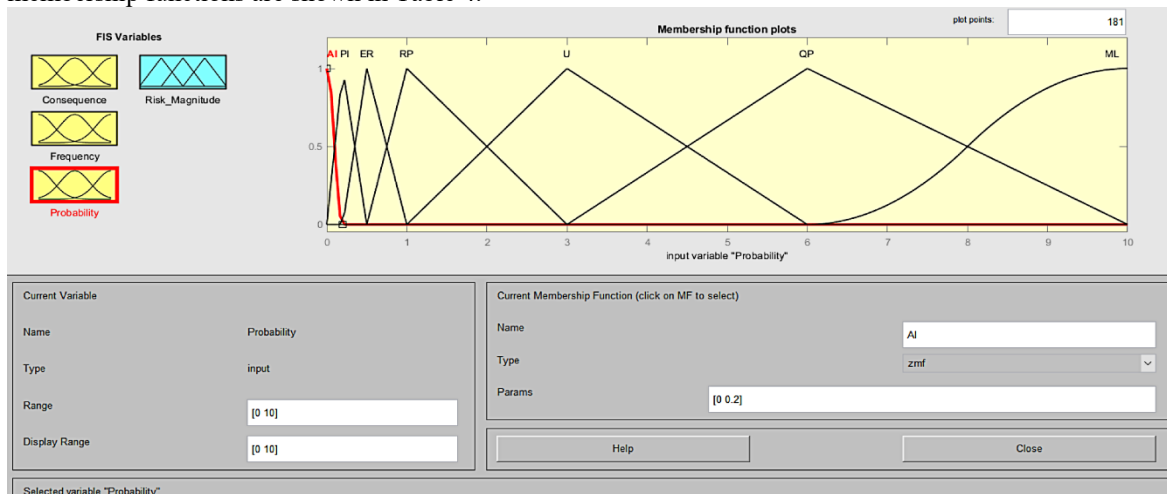 membership functions are shown in Table 4.
FIS Variables
Consequence
Risk_Magnitude
Frequency
Probability
Membership function plots
plot points:
181
AI PI ER RP U QP ML
1
0.5
0
0 1 2 3 4 5 6 7 8 9 10
input variable "Probability"
Current Variable
Name Probability
Type input
Range [0 10]
Display Range [0 10]
Current Membership Function (click on MF to select)
Name AI
Type zmf
Params [0 0.2]
Help Close
Selected variable "Probability"